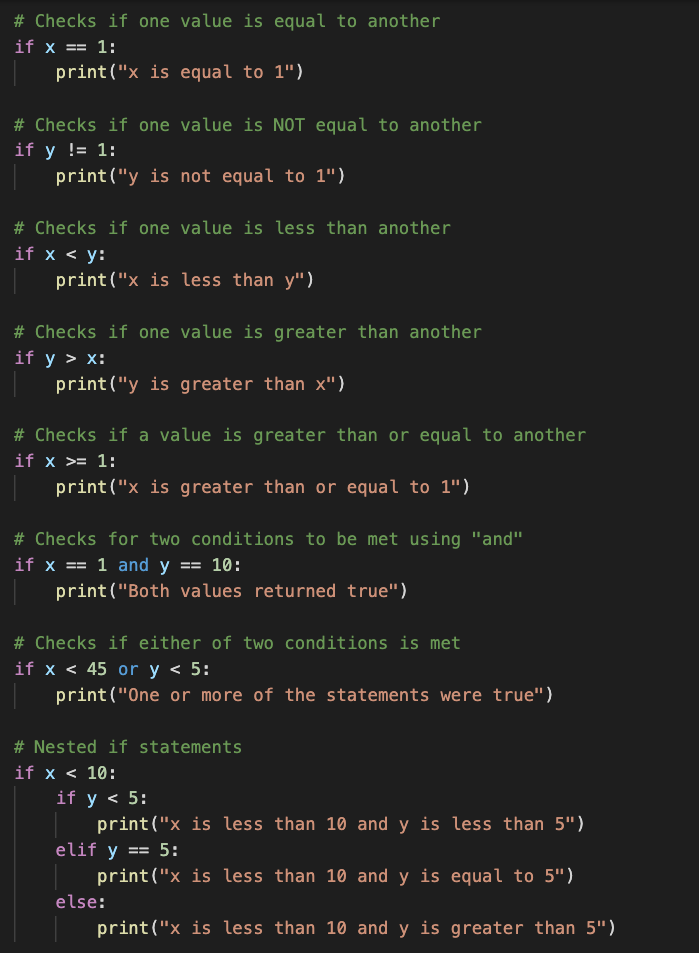 # Checks if one value is equal to another
if x == 1:
    print("x is equal to 1")

# Checks if one value is NOT equal to another
if y != 1:
    print("y is not equal to 1")

# Checks if one value is less than another
if x < y:
    print("x is less than y")

# Checks if one value is greater than another
if y > x:
    print("y is greater than x")

# Checks if a value is greater than or equal to another
if x >= 1:
    print("x is greater than or equal to 1")

# Checks for two conditions to be met using "and"
if x == 1 and y == 10:
    print("Both values returned true")

# Checks if either of two conditions is met
if x < 45 or y < 5:
    print("One or more of the statements were true")

# Nested if statements
if x < 10:
    if y < 5:
        print("x is less than 10 and y is less than 5")
    elif y == 5:
        print("x is less than 10 and y is equal to 5")
    else:
        print("x is less than 10 and y is greater than 5")